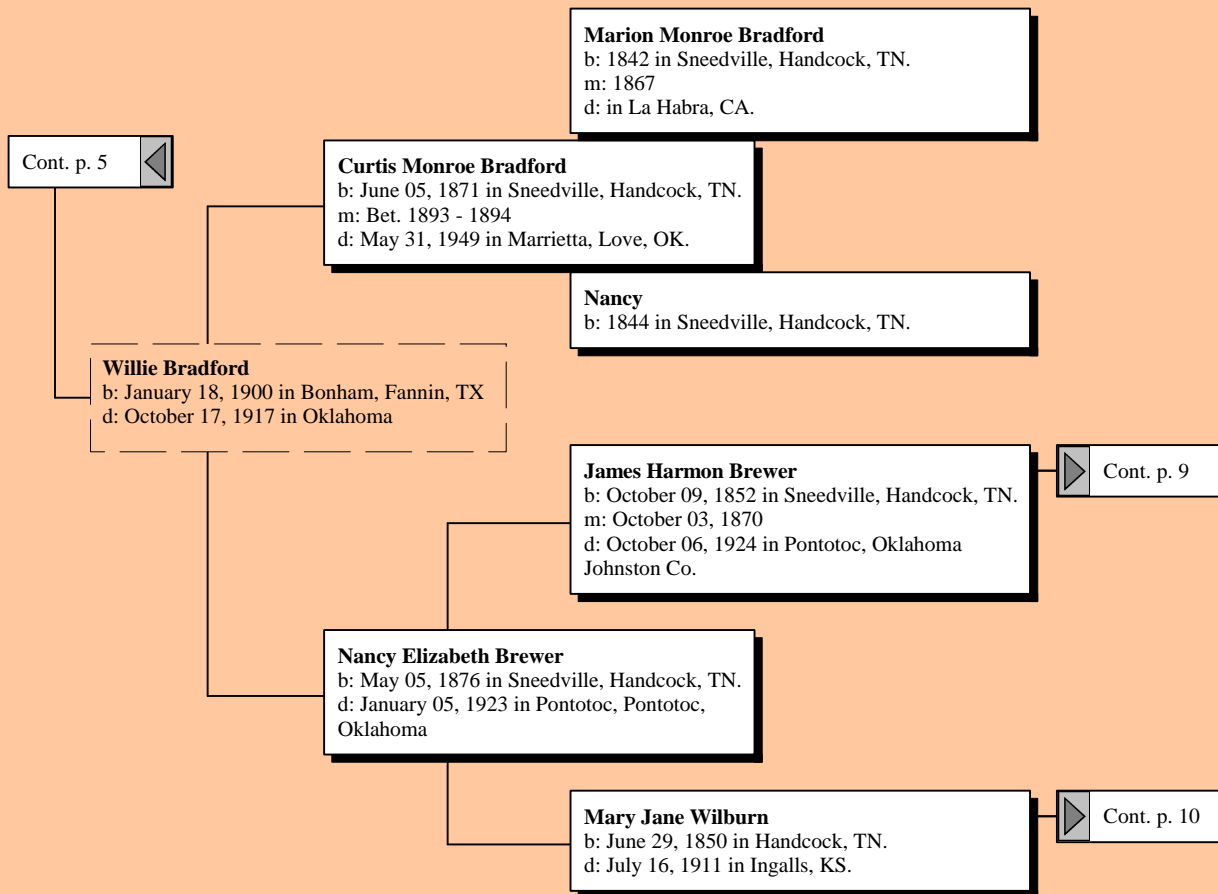 Marion Monroe Bradford
b: 1842 in Sneedville, Handcock, TN.
m: 1867
d: in La Habra, CA.
Cont. p. 5
Curtis Monroe Bradford
b: June 05, 1871 in Sneedville, Handcock, TN.
m: Bet. 1893 - 1894
d: May 31, 1949 in Marrietta, Love, OK.
Nancy
b: 1844 in Sneedville, Handcock, TN.
Willie Bradford
b: January 18, 1900 in Bonham, Fannin, TX
d: October 17, 1917 in Oklahoma
James Harmon Brewer
b: October 09, 1852 in Sneedville, Handcock, TN.
m: October 03, 1870
d: October 06, 1924 in Pontotoc, Oklahoma
Johnston Co.
Cont. p. 9
Nancy Elizabeth Brewer
b: May 05, 1876 in Sneedville, Handcock, TN.
d: January 05, 1923 in Pontotoc, Pontotoc,
Oklahoma
Mary Jane Wilburn
b: June 29, 1850 in Handcock, TN.
d: July 16, 1911 in Ingalls, KS.
Cont. p. 10